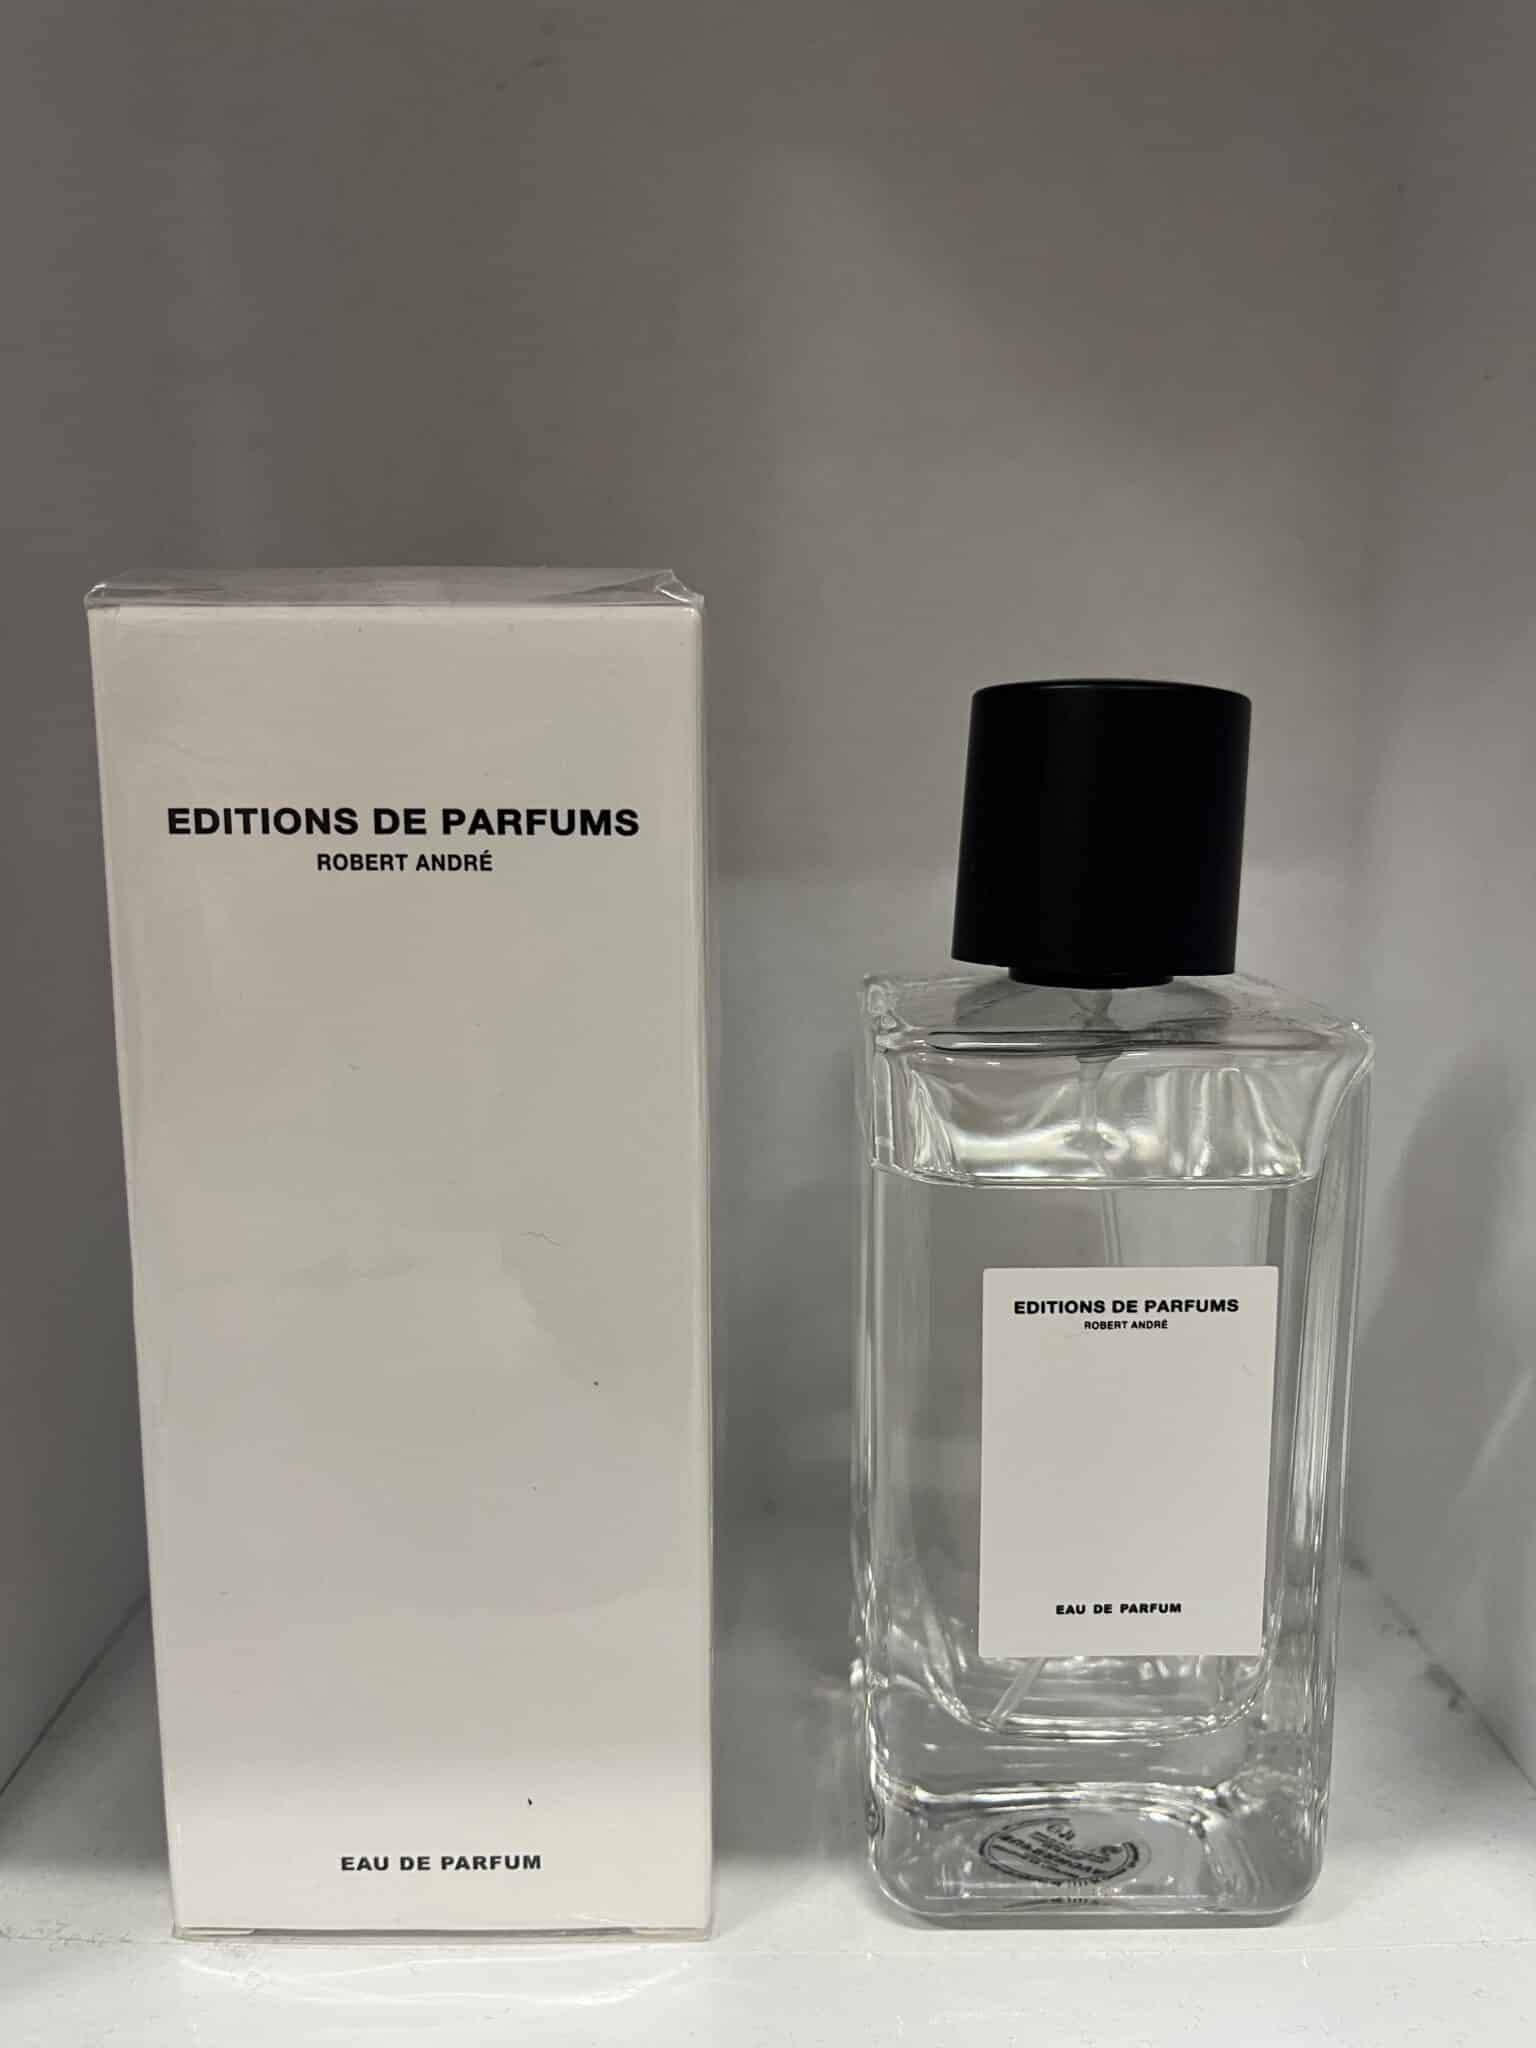 EDITIONS DE PARFUMS
ROBERT ANDRÉ
EAU DE PARFUM
EDITIONS DE PARFUMS
ROBERT ANDRÉ
EAU DE PARFUM